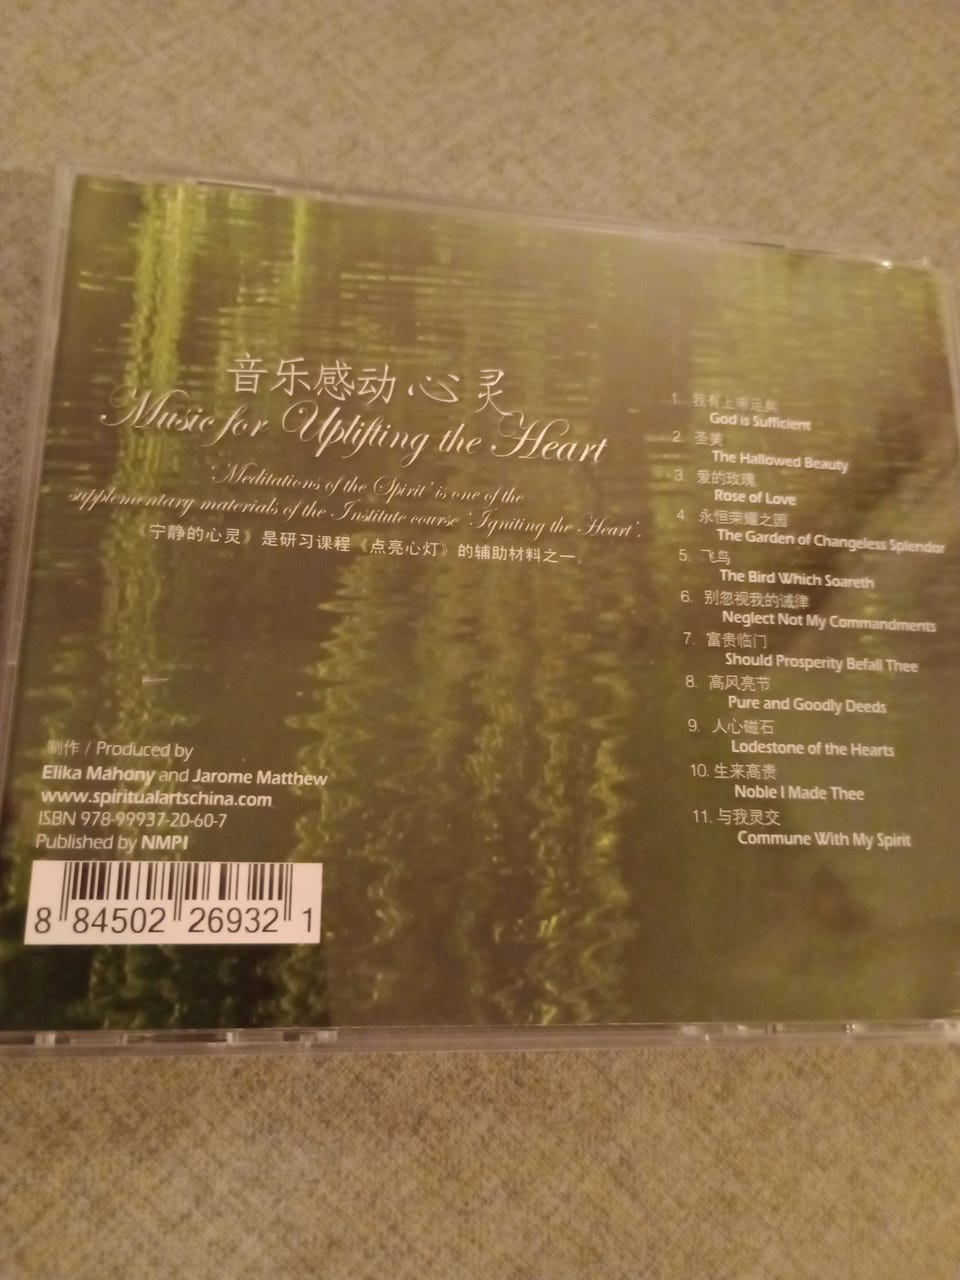 音乐感动心灵
Music for Uplifting the Heart
'Meditations of the Spirit' is one of the
supplementary materials of the Institute course 'Igniting the Heart'.
《宁静的心灵》是研习课程《点亮心灯》的辅助材料之一。
制作 / Produced by
Elika Mahony and Jarome Matthew
www.spiritualartschina.com
ISBN 978-99937-20-60-7
Published by NMPI
8 84502 26932 1
1. 我有上帝足矣
God is Sufficient
2. 圣美
The Hallowed Beauty
3. 爱的玫瑰
Rose of Love
4. 永恒荣耀之园
The Garden of Changeless Splendor
5. 飞鸟
The Bird Which Soareth
6. 别忽视我的诫律
Neglect Not My Commandments
7. 富贵临门
Should Prosperity Befall Thee
8. 高风亮节
Pure and Goodly Deeds
9. 人心磁石
Lodestone of the Hearts
10. 生来高贵
Noble I Made Thee
11. 与我灵交
Commune With My Spirit